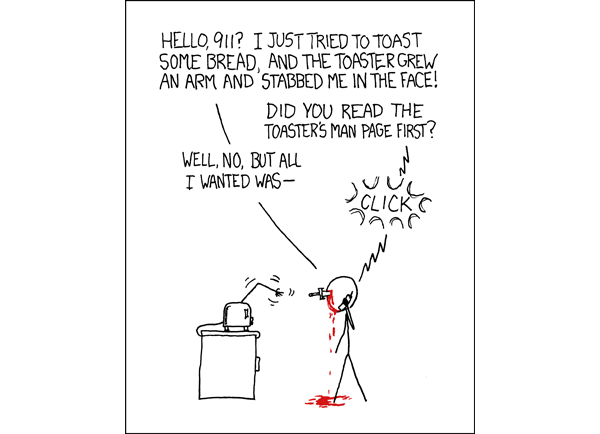 HELLO, 911? I JUST TRIED TO TOAST
SOME BREAD, AND THE TOASTER GREW
AN ARM AND STABBED ME IN THE FACE!
DID YOU READ THE
TOASTER'S MAN PAGE FIRST?
WELL, NO, BUT ALL
I WANTED WAS—
CLICK